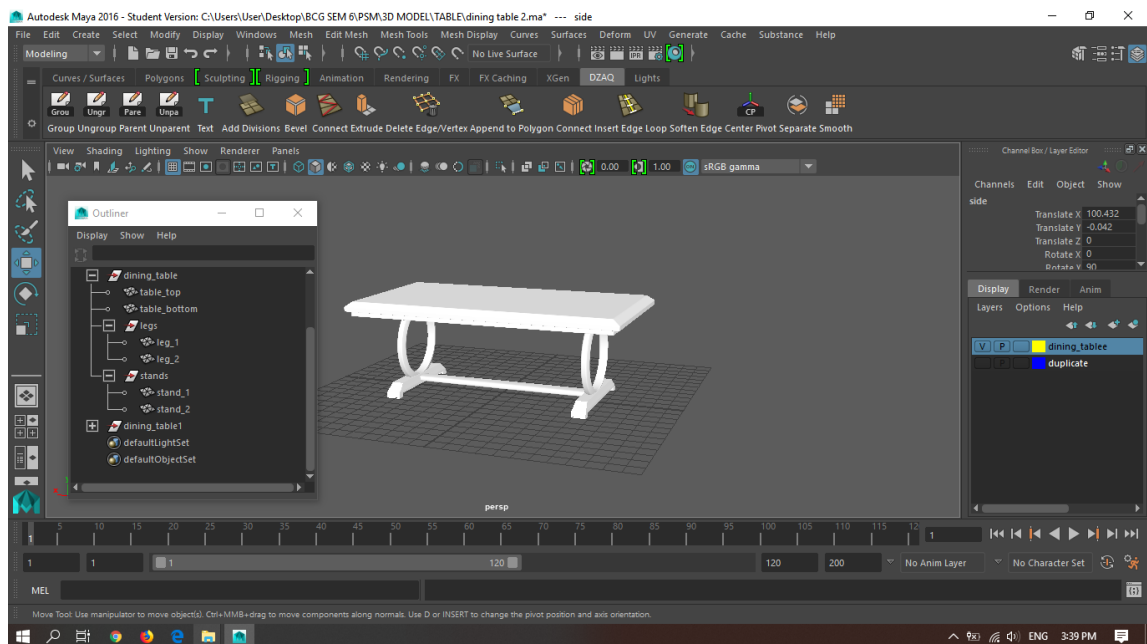 Autodesk Maya 2016 - Student Version: C:\Users\User\Desktop\BCG SEM 6\PSM\3D MODEL\TABLE\dining table 2.ma* --- side
File Edit Create Select Modify Display Windows Mesh Edit Mesh Mesh Tools Mesh Display Curves Surfaces Deform UV Generate Cache Substance Help
Modeling No Live Surface IPR
Curves / Surfaces Polygons Sculpting Rigging Animation Rendering FX FX Caching XGen DZAQ Lights
Grou Ungr Pare Unpa CP
Group Ungroup Parent Unparent Text Add Divisions Bevel Connect Extrude Delete Edge/Vertex Append to Polygon Connect Insert Edge Loop Soften Edge Center Pivot Separate Smooth
View Shading Lighting Show Renderer Panels
0.00 1.00 sRGB gamma
Outliner
Display Show Help
dining_table
table_top
table_bottom
legs
leg_1
leg_2
stands
stand_1
stand_2
dining_table1
defaultLightSet
defaultObjectSet
persp
Channel Box / Layer Editor
Channels Edit Object Show
side
Translate X 100.432
Translate Y -0.042
Translate Z 0
Rotate X 0
Rotate Y 90
Display Render Anim
Layers Options Help
V P dining_tablee
P duplicate
5 10 15 20 25 30 35 40 45 50 55 60 65 70 75 80 85 90 95 100 105 110 115 12
1 1
1 1 1 120 120 200 No Anim Layer No Character Set
MEL
Move Tool: Use manipulator to move object(s). Ctrl+MMB+drag to move components along normals. Use D or INSERT to change the pivot position and axis orientation.
ENG 3:39 PM